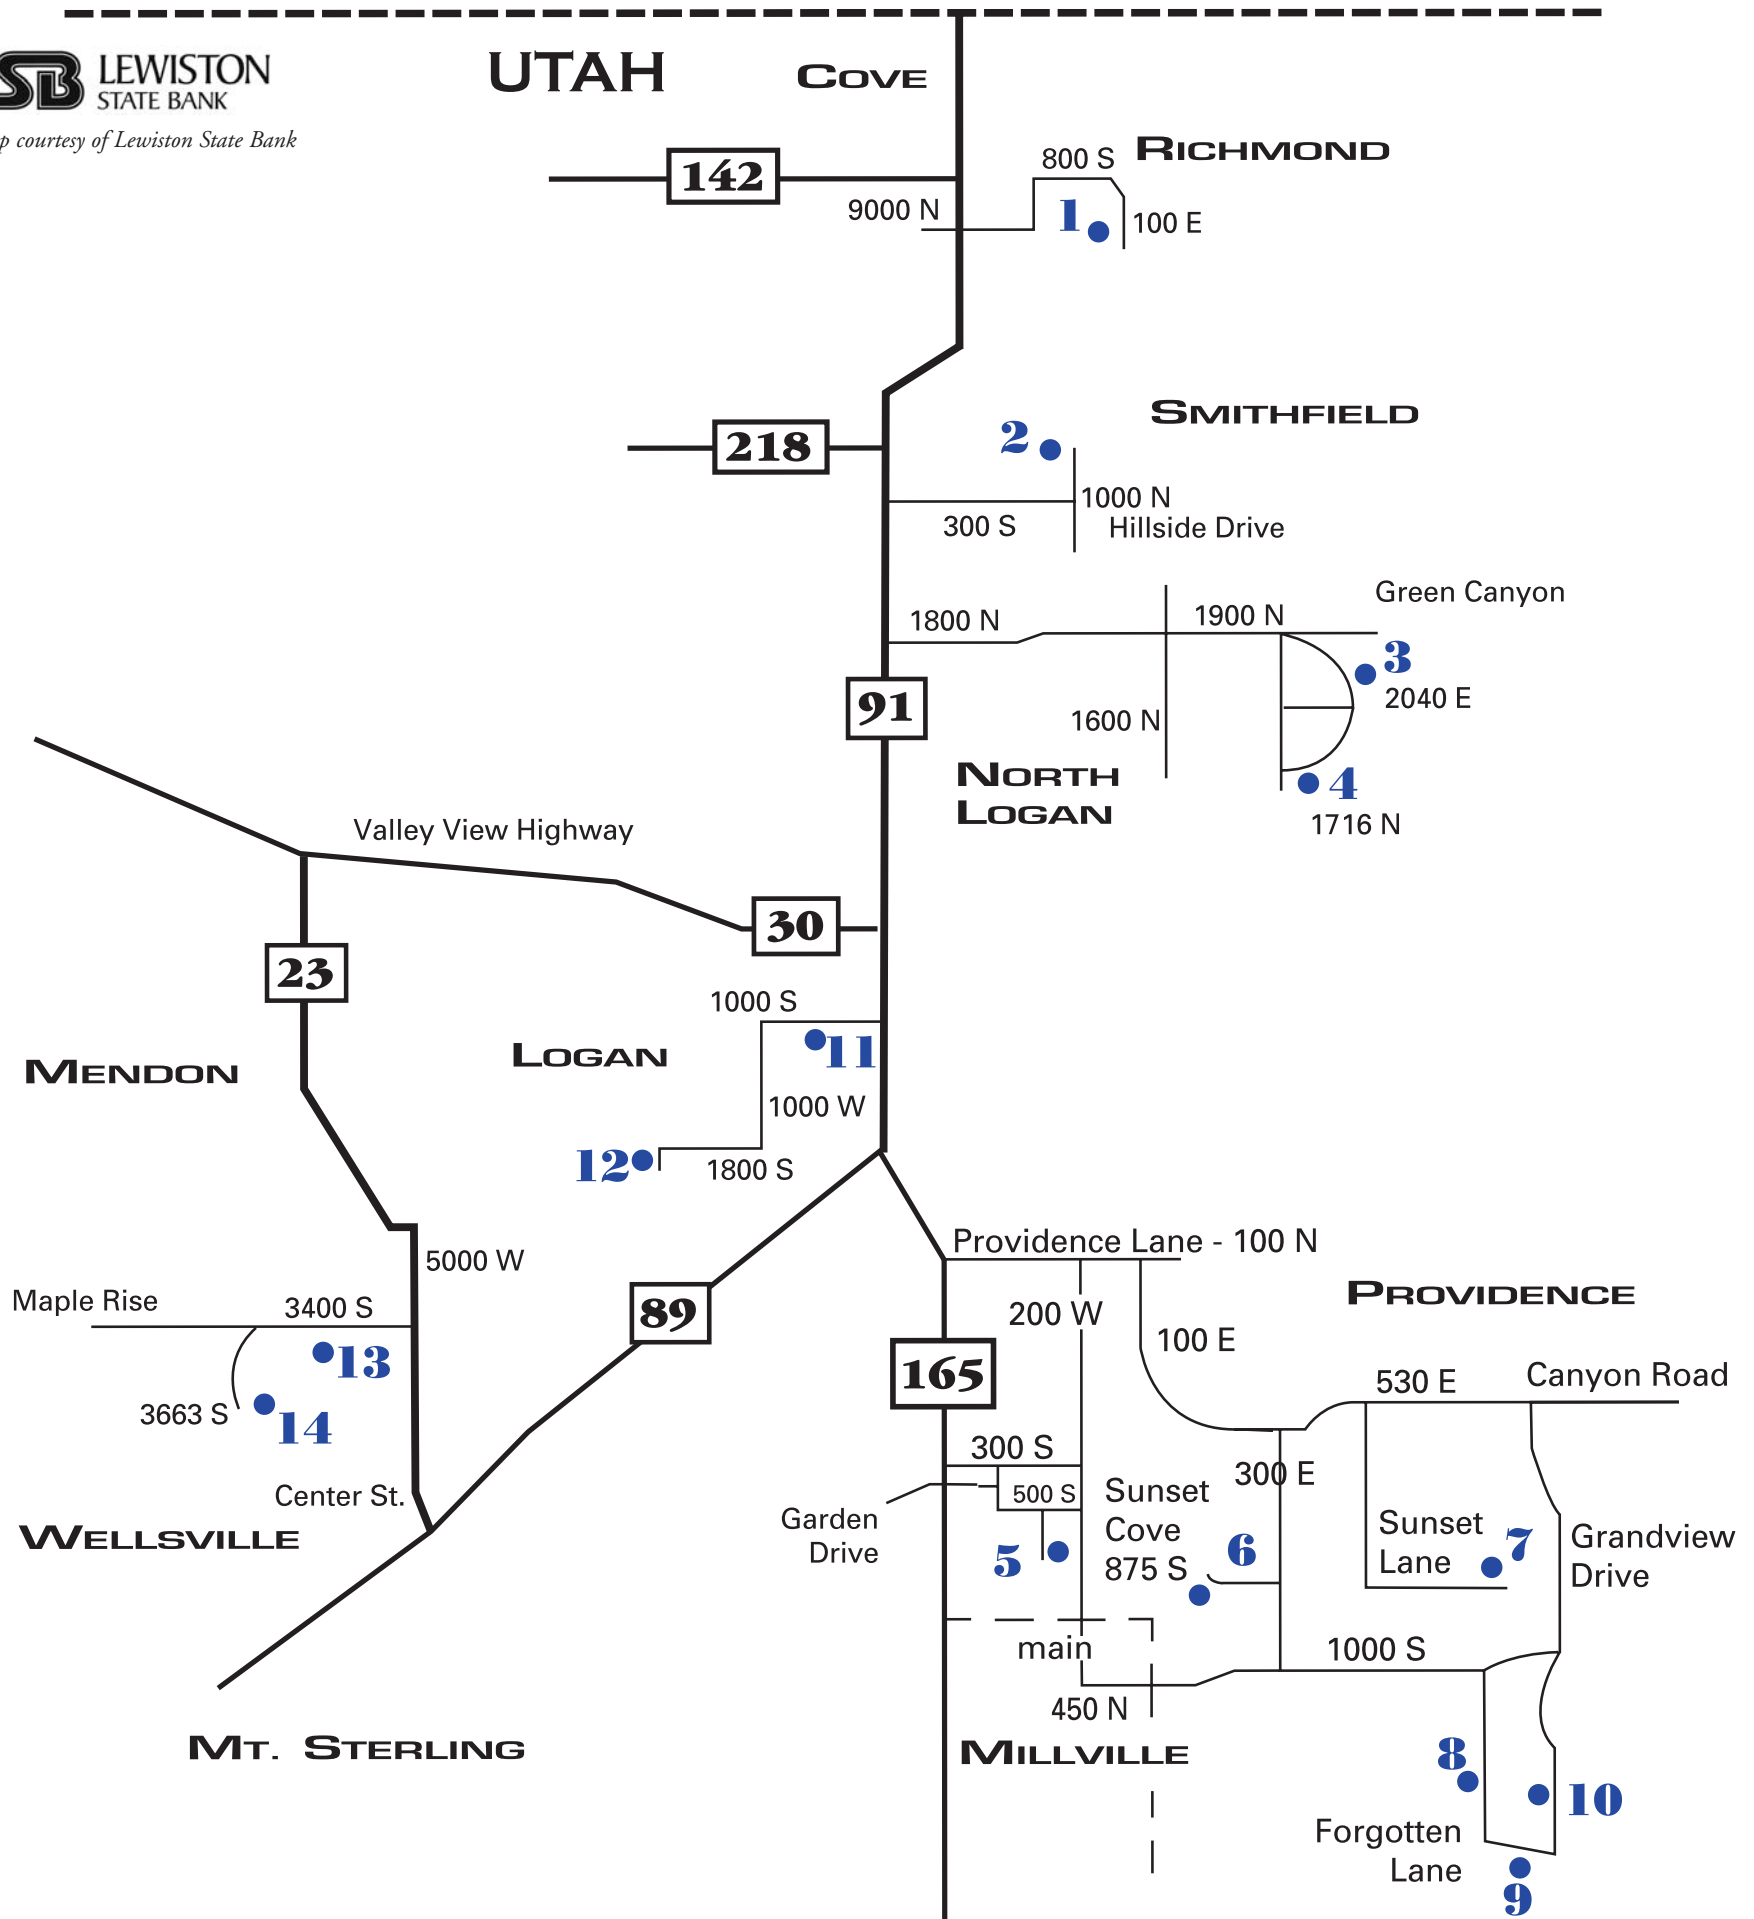 UTAH
COVE
SB LEWISTON
STATE BANK
p courtesy of Lewiston State Bank
RICHMOND
800 S
142
9000 N
1
100 E
SMITHFIELD
2
218
1000 N
300 S
Hillside Drive
Green Canyon
1800 N
1900 N
3
2040 E
91
1600 N
NORTH
LOGAN
4
1716 N
Valley View Highway
30
23
1000 S
MENDON
LOGAN
11
1000 W
12
1800 S
5000 W
Providence Lane - 100 N
PROVIDENCE
Maple Rise
3400 S
89
200 W
100 E
13
165
530 E
Canyon Road
3663 S
14
300 S
300 E
Center St.
500 S
Sunset
Cove
875 S
Garden
Drive
WELLSVILLE
5
6
Sunset
Lane
7
Grandview
Drive
main
1000 S
450 N
MT. STERLING
MILLVILLE
8
10
Forgotten
Lane
9